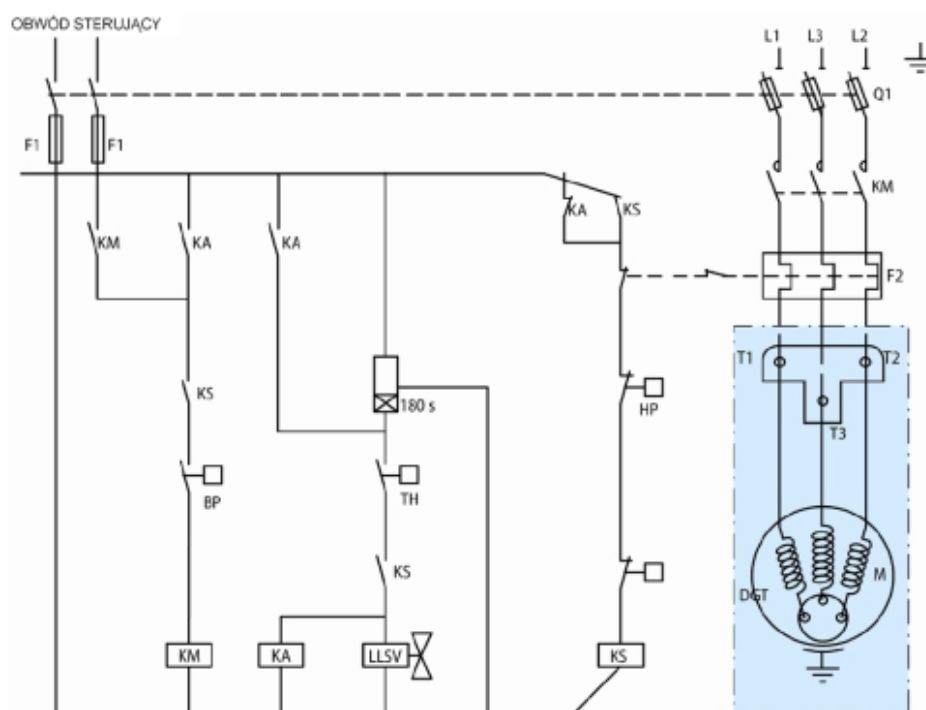 OBWÓD STERUJĄCY
L1 L3 L2
Q1
F1 F1
KM
KA KS
KM KA KA
F2
T1 T2
KS
180 s
HP
T3
BP TH
KS
M
DGT
KM KA LLSV KS